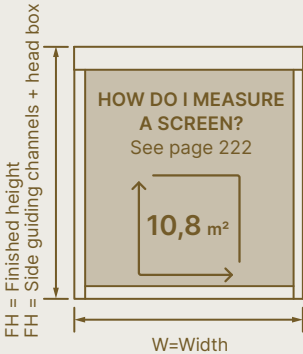 FH = Finished height
FH = Side guiding channels + head box
HOW DO I MEASURE
A SCREEN?
See page 222
10,8 m²
W=Width